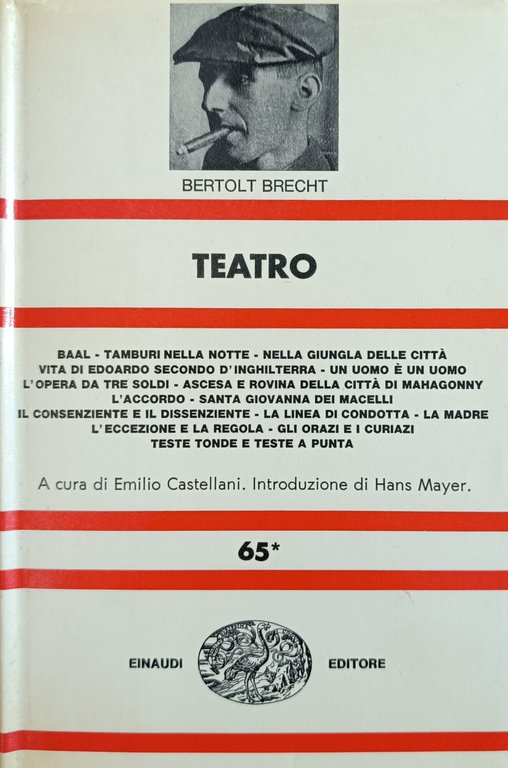 BERTOLT BRECHT
TEATRO
BAAL - TAMBURI NELLA NOTTE - NELLA GIUNGLA DELLE CITTÀ
VITA DI EDOARDO SECONDO D'INGHILTERRA - UN UOMO È UN UOMO
L'OPERA DA TRE SOLDI - ASCESA E ROVINA DELLA CITTÀ DI MAHAGONNY
L'ACCORDO - SANTA GIOVANNA DEI MACELLI
IL CONSENZIENTE E IL DISSENZIENTE - LA LINEA DI CONDOTTA - LA MADRE
L'ECCEZIONE E LA REGOLA - GLI ORAZI E I CURIAZI
TESTE TONDE E TESTE A PUNTA
A cura di Emilio Castellani. Introduzione di Hans Mayer.
65*
EINAUDI EDITORE